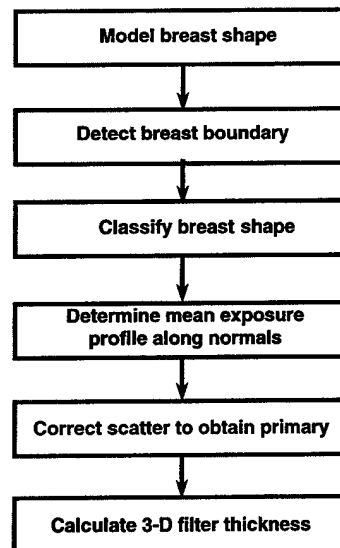 Model breast shape
Detect breast boundary
Classify breast shape
Determine mean exposure
profile along normals
Correct scatter to obtain primary
Calculate 3-D filter thickness